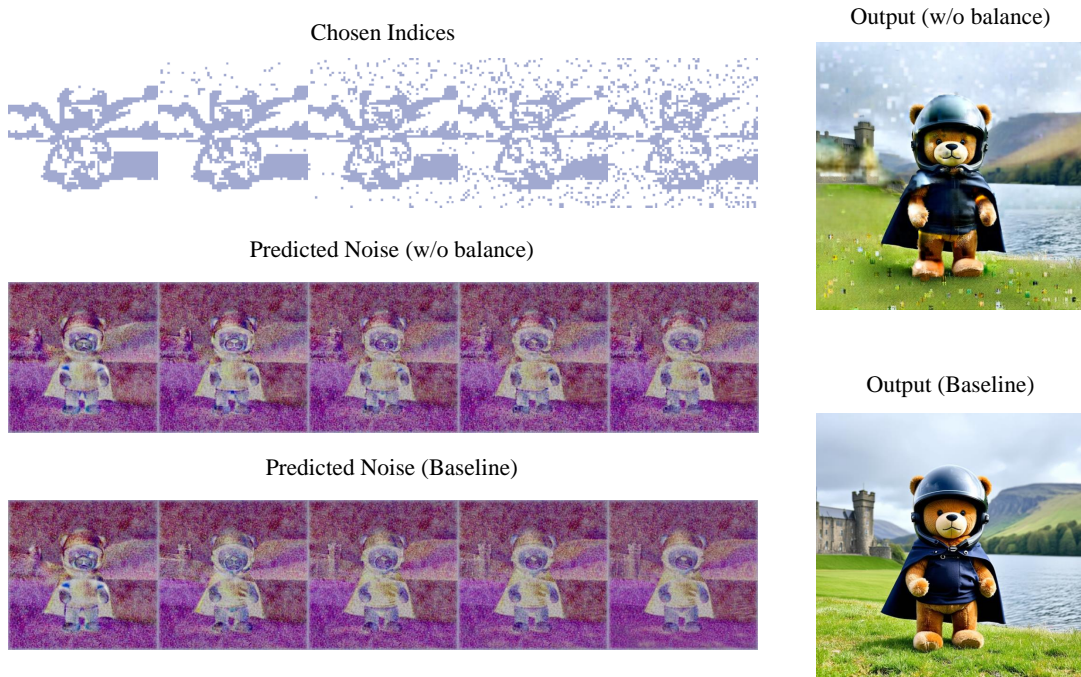 Chosen Indices
Predicted Noise (w/o balance)
Predicted Noise (Baseline)
Output (w/o balance)
Output (Baseline)